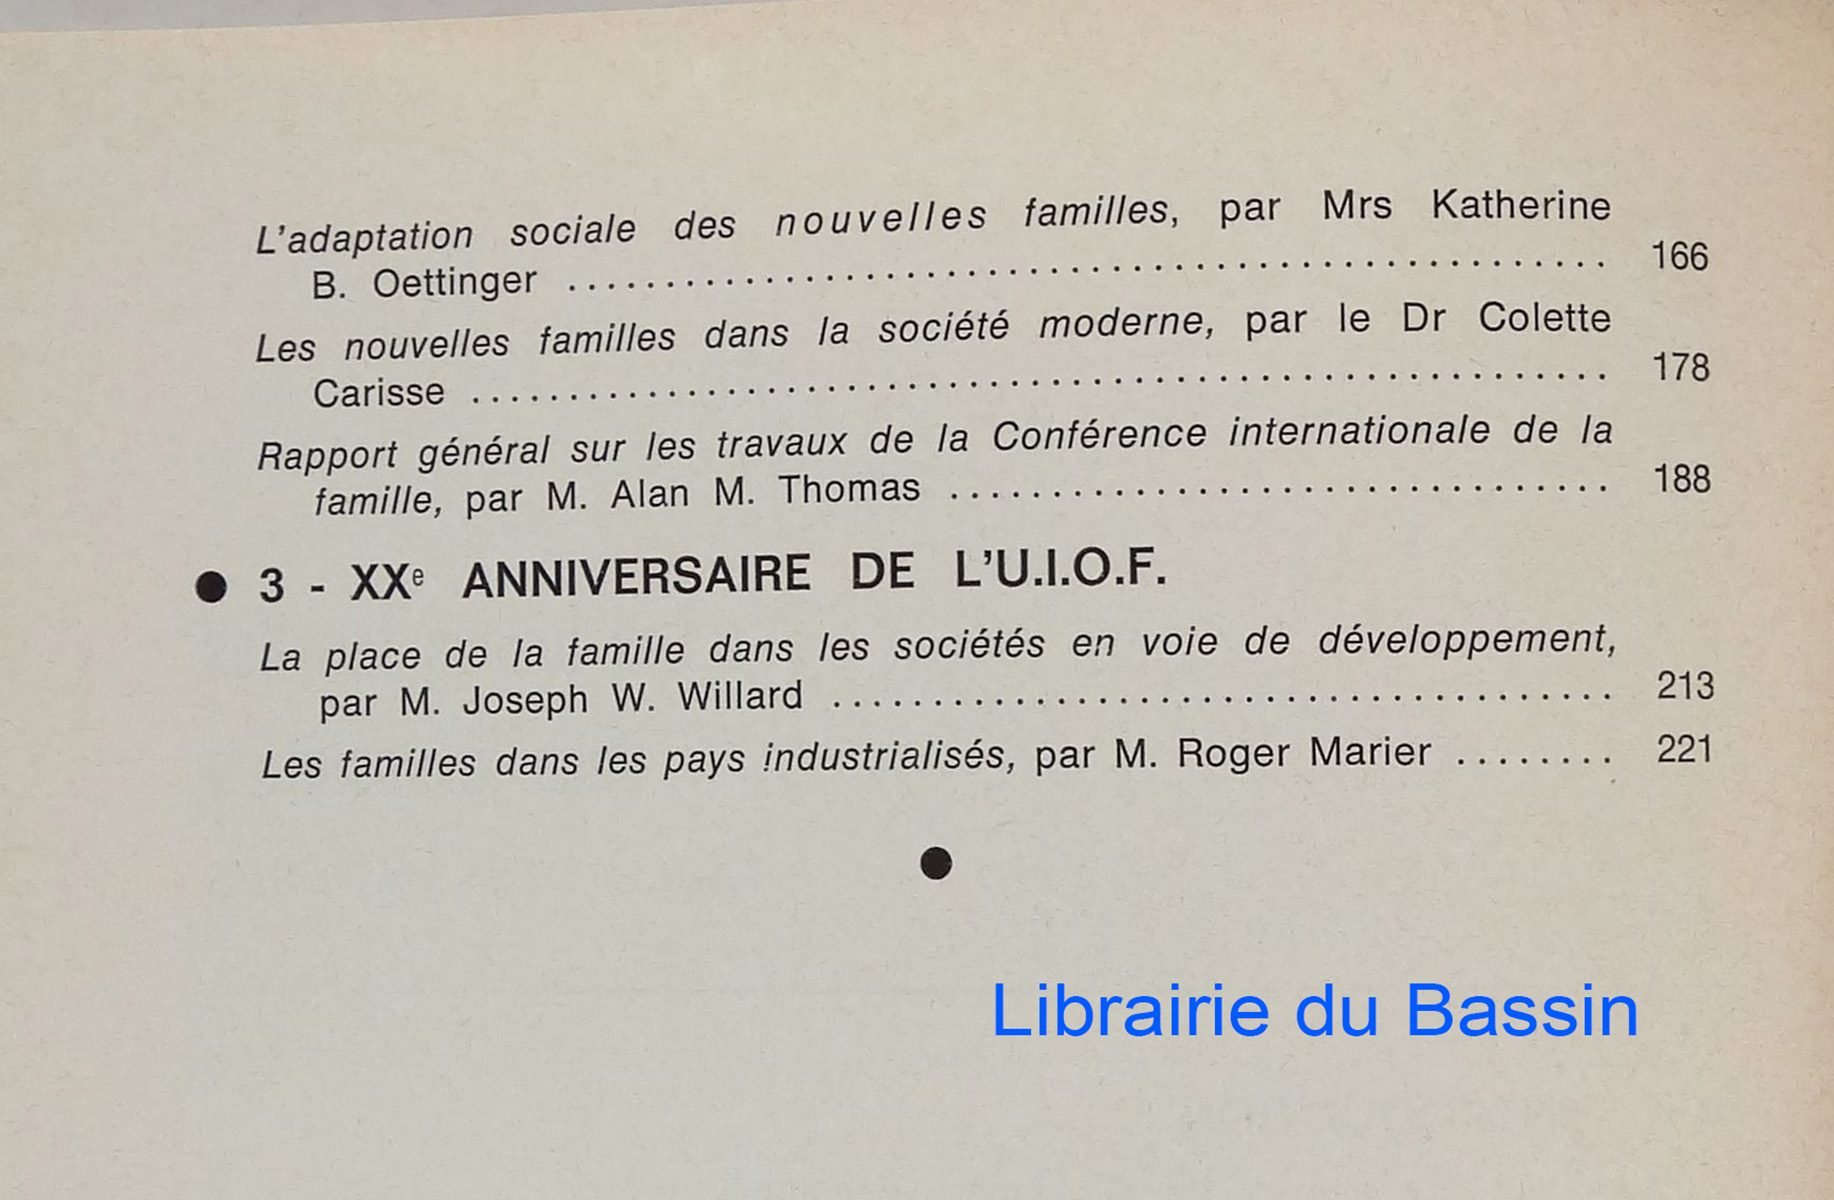 L'adaptation sociale des nouvelles familles, par Mrs Katherine
B. Oettinger ..................................................... 166
Les nouvelles familles dans la société moderne, par le Dr Colette
Carisse ......................................................... 178
Rapport général sur les travaux de la Conférence internationale de la
famille, par M. Alan M. Thomas ................................. 188
● 3 - XXe ANNIVERSAIRE DE L'U.I.O.F.
La place de la famille dans les sociétés en voie de développement,
par M. Joseph W. Willard ....................................... 213
Les familles dans les pays industrialisés, par M. Roger Marier ........ 221
●
Librairie du Bassin